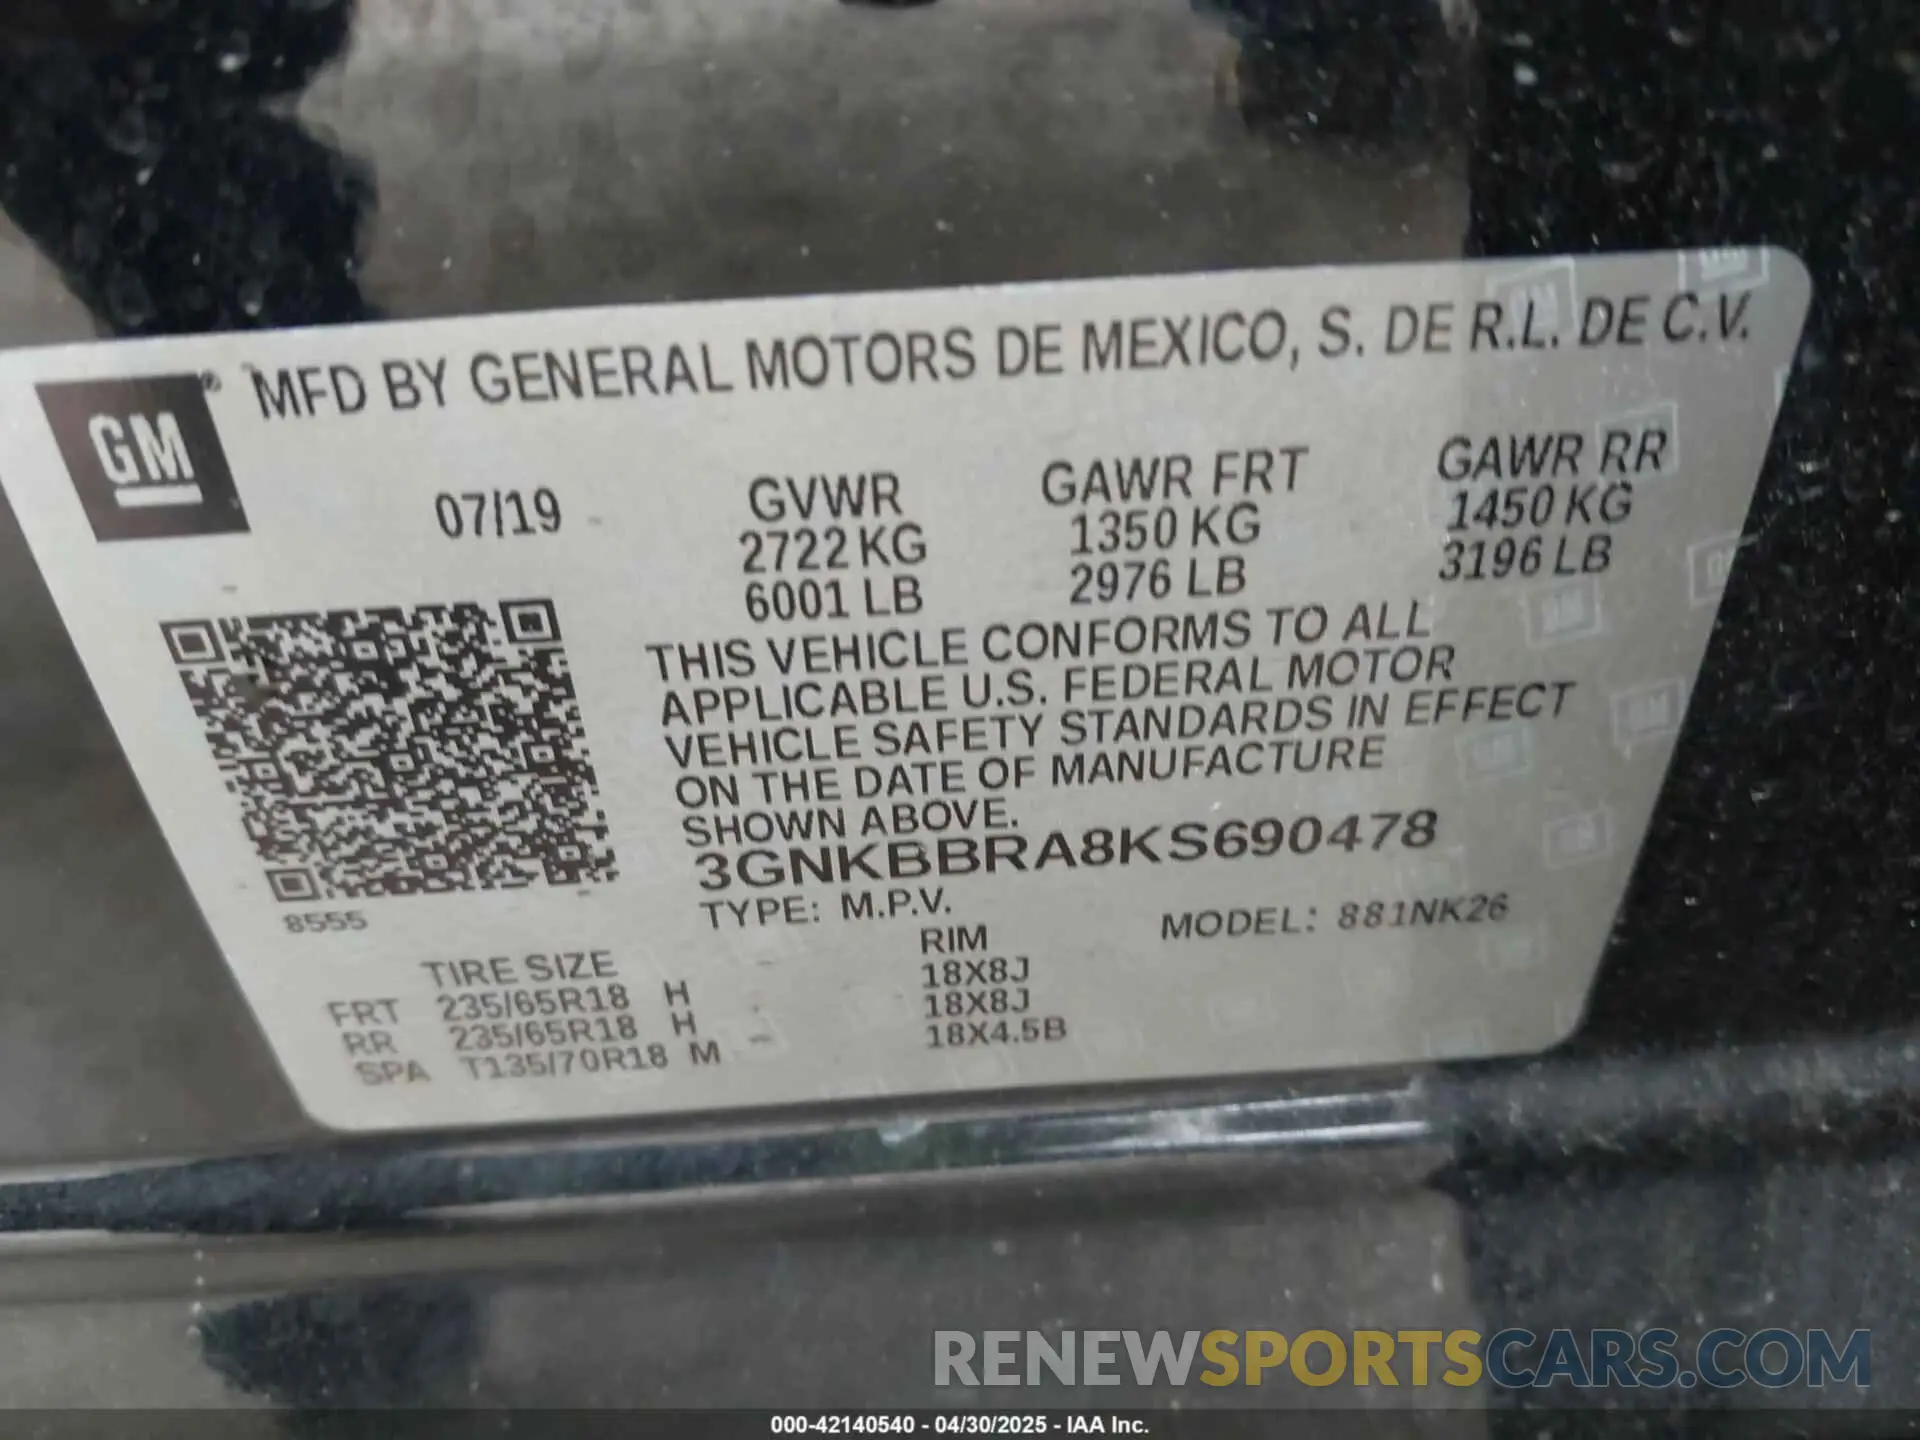 GM® MFD BY GENERAL MOTORS DE MEXICO, S. DE R.L. DE C.V.
07/19 GVWR GAWR FRT GAWR RR
2722 KG 1350 KG 1450 KG
6001 LB 2976 LB 3196 LB
THIS VEHICLE CONFORMS TO ALL
APPLICABLE U.S. FEDERAL MOTOR
VEHICLE SAFETY STANDARDS IN EFFECT
ON THE DATE OF MANUFACTURE
SHOWN ABOVE.
3GNKBBRA8KS690478
8555 TYPE: M.P.V. MODEL: 881NK26
TIRE SIZE RIM
FRT 235/65R18 H 18X8J
RR 235/65R18 H 18X8J
SPA T135/70R18 M 18X4.5B
RENEWSPORTSCARS.COM
000-42140540 - 04/30/2025 - IAA Inc.